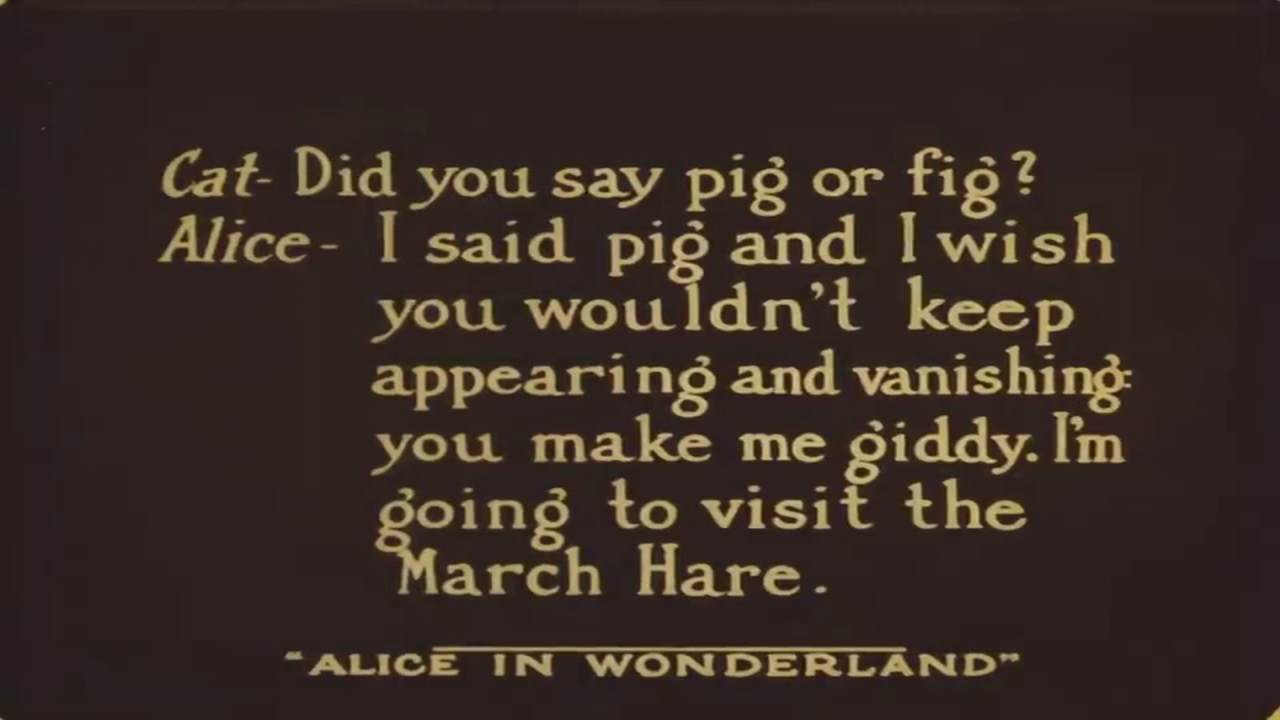 Cat- Did you say pig or fig?
Alice- I said pig and I wish
you wouldn't keep
appearing and vanishing:
you make me giddy. I'm
going to visit the
March Hare.
"ALICE IN WONDERLAND"